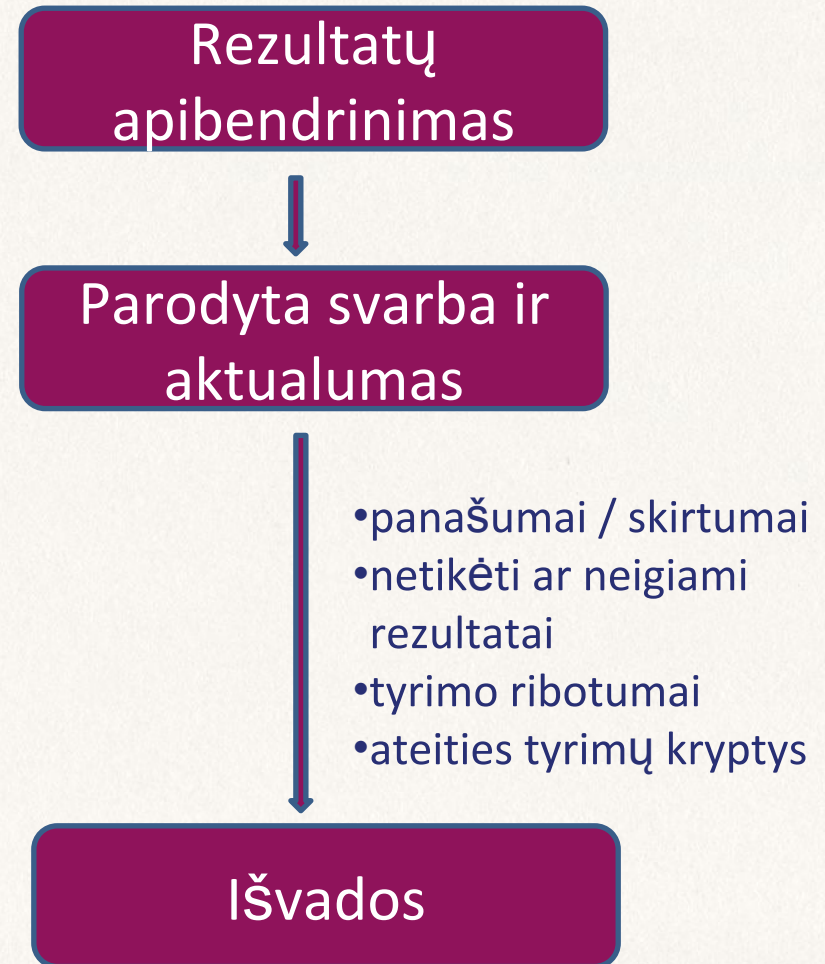 Rezultatų
apibendrinimas
Parodyta svarba ir
aktualumas
•panašumai / skirtumai
•netikėti ar neigiami
rezultatai
•tyrimo ribotumai
•ateities tyrimų kryptys
Išvados